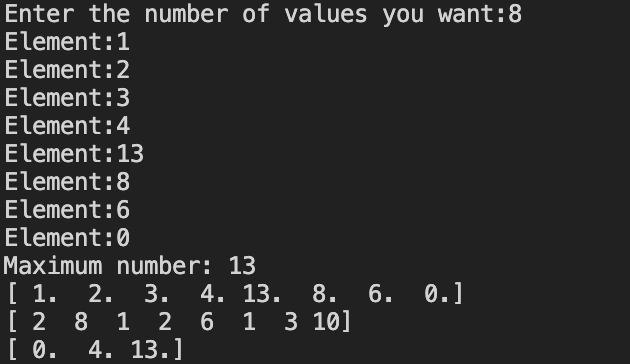 Enter the number of values you want:8
Element:1
Element:2
Element:3
Element:4
Element:13
Element:8
Element:6
Element:0
Maximum number: 13
[ 1.  2.  3.  4. 13.  8.  6.  0.]
[ 2  8  1  2  6  1  3 10]
[ 0.  4. 13.]